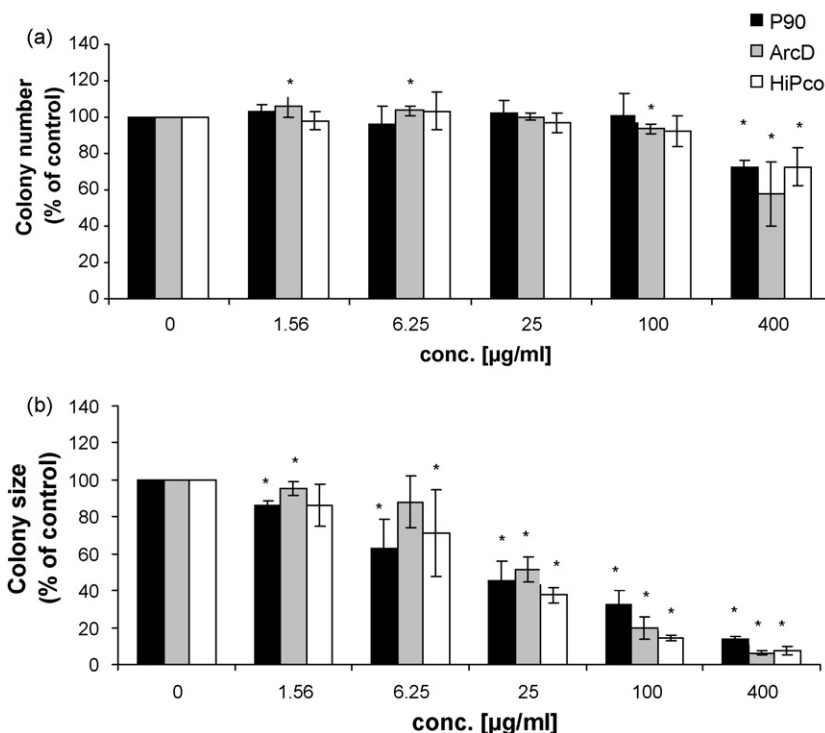 P90
ArcD
HiPco
(a)
Colony number
(% of control)
140
120
100
80
60
40
20
0
* * * * * *
0 1.56 6.25 25 100 400
conc. [µg/ml]
(b)
Colony size
(% of control)
140
120
100
80
60
40
20
0
* * * * * * * * * * * * *
0 1.56 6.25 25 100 400
conc. [µg/ml]